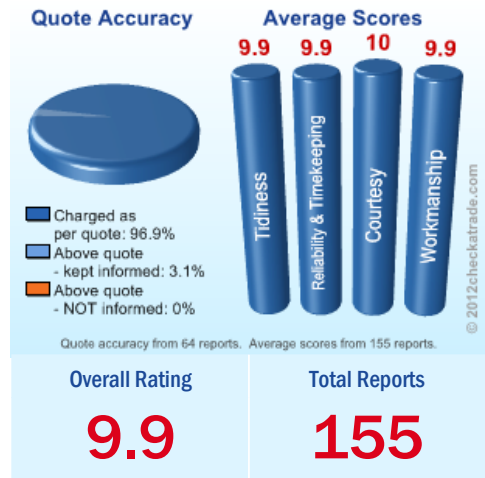 Quote Accuracy
Average Scores
9.9
9.9
10
9.9
Tidiness
Reliability & Timekeeping
Courtesy
Workmanship
Charged as
per quote: 96.9%
Above quote
- kept informed: 3.1%
Above quote
- NOT informed: 0%
© 2012checkatrade.com
Quote accuracy from 64 reports. Average scores from 155 reports.
Overall Rating
9.9
Total Reports
155